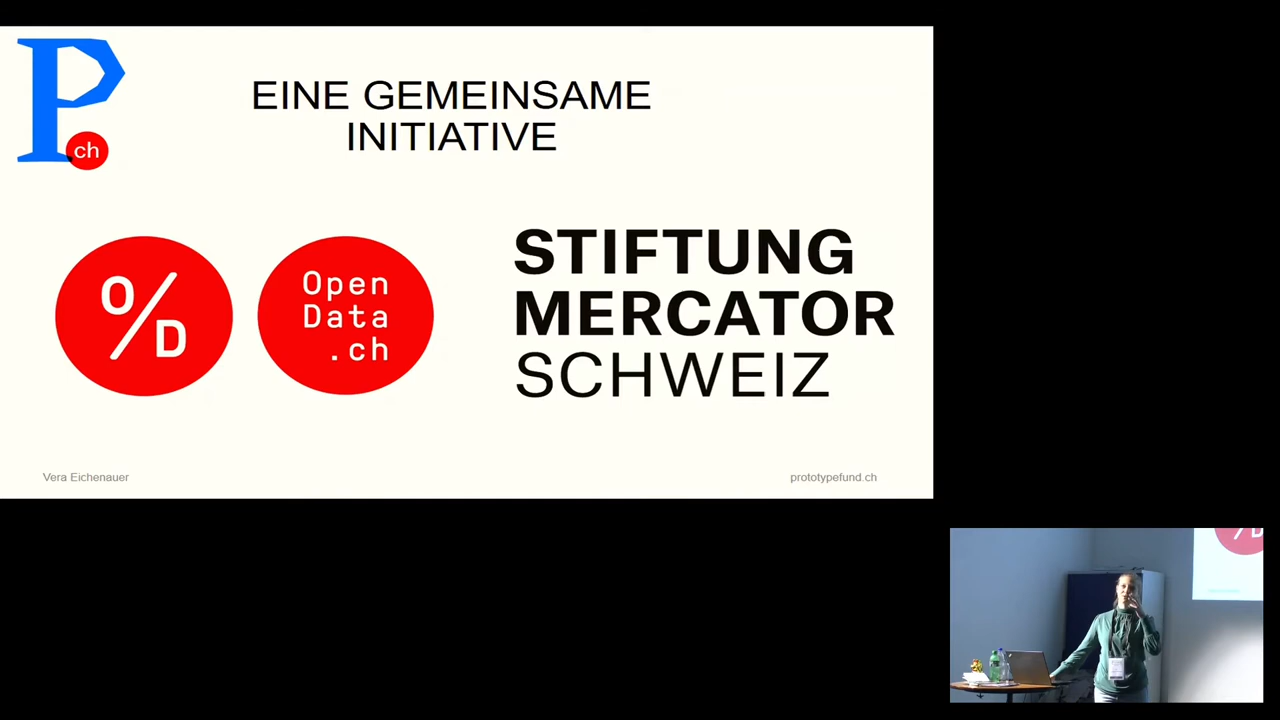 P
ch
EINE GEMEINSAME
INITIATIVE
O/D
Open
Data
.ch
STIFTUNG
MERCATOR
SCHWEIZ
Vera Eichenauer
prototypefund.ch